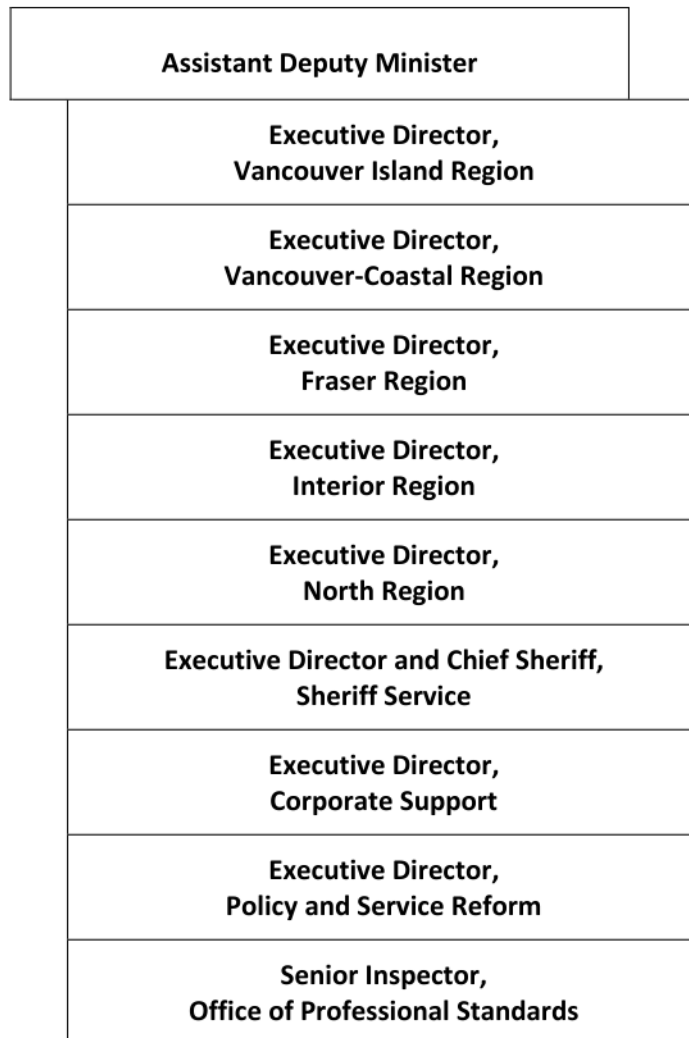 Assistant Deputy Minister
Executive Director,
Vancouver Island Region
Executive Director,
Vancouver-Coastal Region
Executive Director,
Fraser Region
Executive Director,
Interior Region
Executive Director,
North Region
Executive Director and Chief Sheriff,
Sheriff Service
Executive Director,
Corporate Support
Executive Director,
Policy and Service Reform
Senior Inspector,
Office of Professional Standards